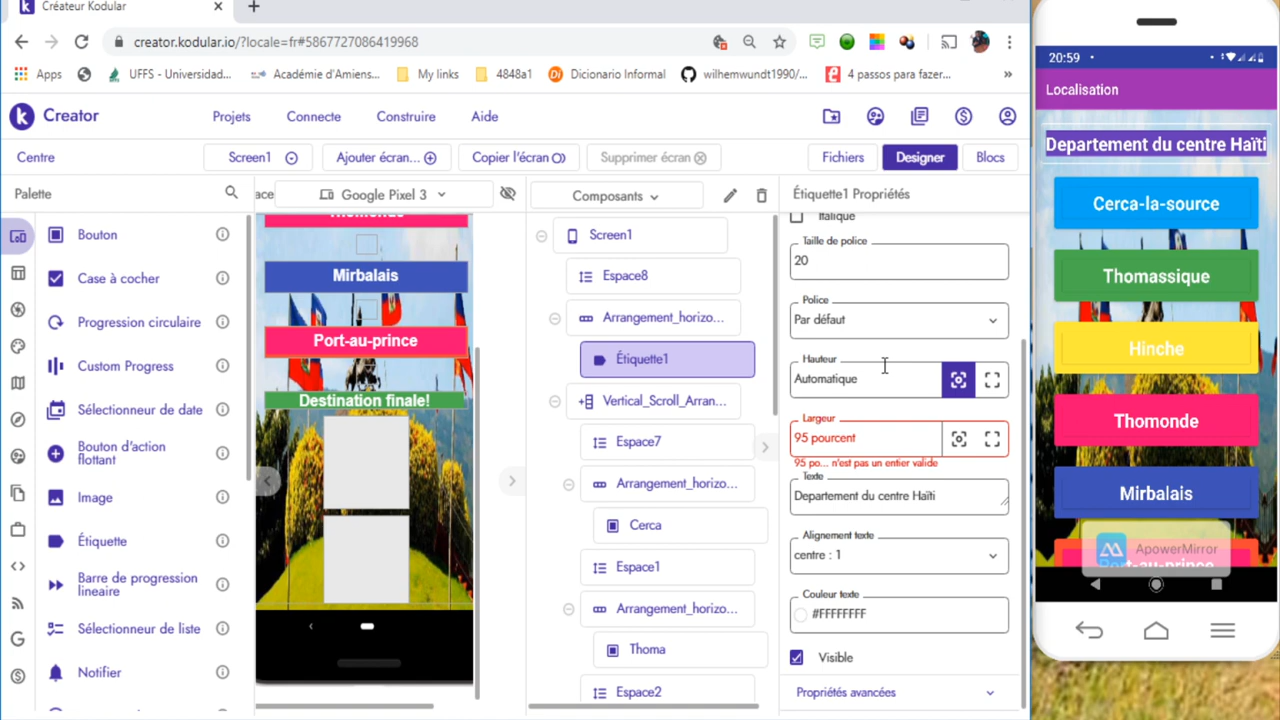 Créateur Kodular
Screen
creator.kodular.io/?locale=fr#5867727086419968
Apps
UFFS - Universidad...
Académie d'Amiens...
My links
4848a1
Dicionario Informal
wilhemwundt1990/...
4 passos para fazer...
Creator
Projets
Connecte
Construire
Aide
Centre
Screen1
Ajouter écran...
Copier l'écran
Supprimer écran
Fichiers
Designer
Blocs
Palette
Google Pixel 3
Composants
Étiquette1 Propriétés
Bouton
Case à cocher
Progression circulaire
Custom Progress
Sélectionneur de date
Bouton d'action
flottant
Image
Étiquette
Barre de progression
lineaire
Sélectionneur de liste
Notifier
Thomonde
Mirbalais
Port-au-prince
Destination finale!
Screen1
Espace8
Arrangement_horizo...
Étiquette1
Vertical_Scroll_Arran...
Espace7
Arrangement_horizo...
Cerca
Espace1
Arrangement_horizo...
Thoma
Espace2
Italique
Taille de police
20
Police
Par défaut
Hauteur
Automatique
Largeur
95 pourcent
95 po... n'est pas un entier valide
Texte
Departement du centre Haïti
Alignement texte
centre : 1
Couleur texte
#FFFFFFFF
Visible
Propriétés avancées
20:59
Localisation
Departement du centre Haïti
Cerca-la-source
Thomassique
Hinche
Thomonde
Mirbalais
ApowerMirror
Port-au-prince